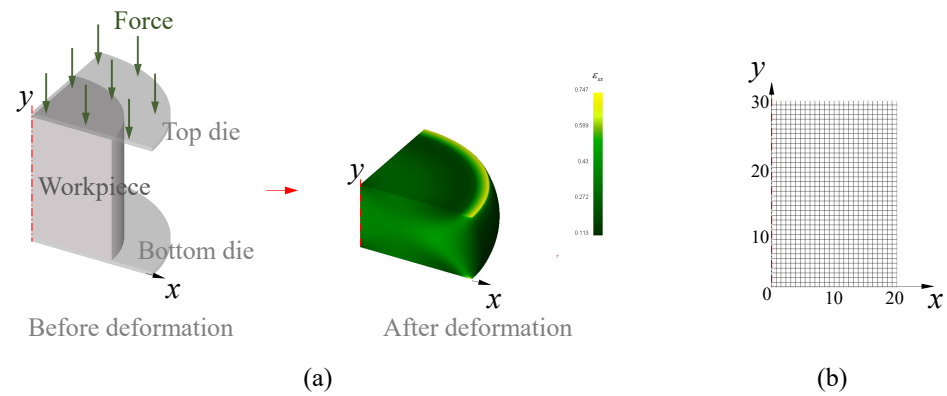 Force
y
Top die
Workpiece
Bottom die
x
Before deformation
y
x
After deformation
0.747
0.589
0.43
0.272
0.113
(a)
y
30
20
10
0
10
20
x
(b)